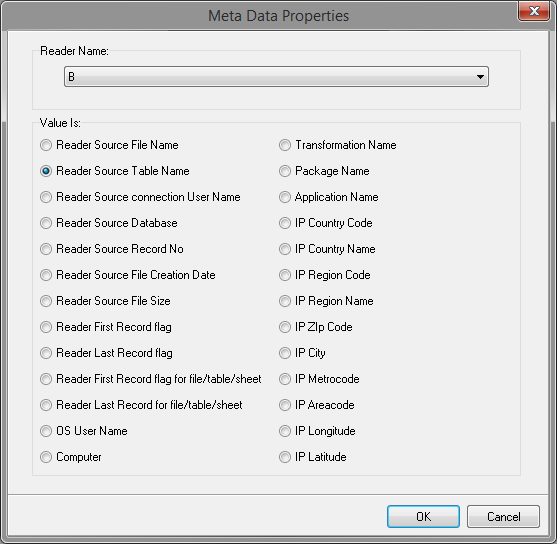 Meta Data Properties
Reader Name:
B
Value Is:
Reader Source File Name
Reader Source Table Name
Reader Source connection User Name
Reader Source Database
Reader Source Record No
Reader Source File Creation Date
Reader Source File Size
Reader First Record flag
Reader Last Record flag
Reader First Record flag for file/table/sheet
Reader Last Record for file/table/sheet
OS User Name
Computer
Transformation Name
Package Name
Application Name
IP Country Code
IP Country Name
IP Region Code
IP Region Name
IP ZIp Code
IP City
IP Metrocode
IP Areacode
IP Longitude
IP Latitude
OK
Cancel